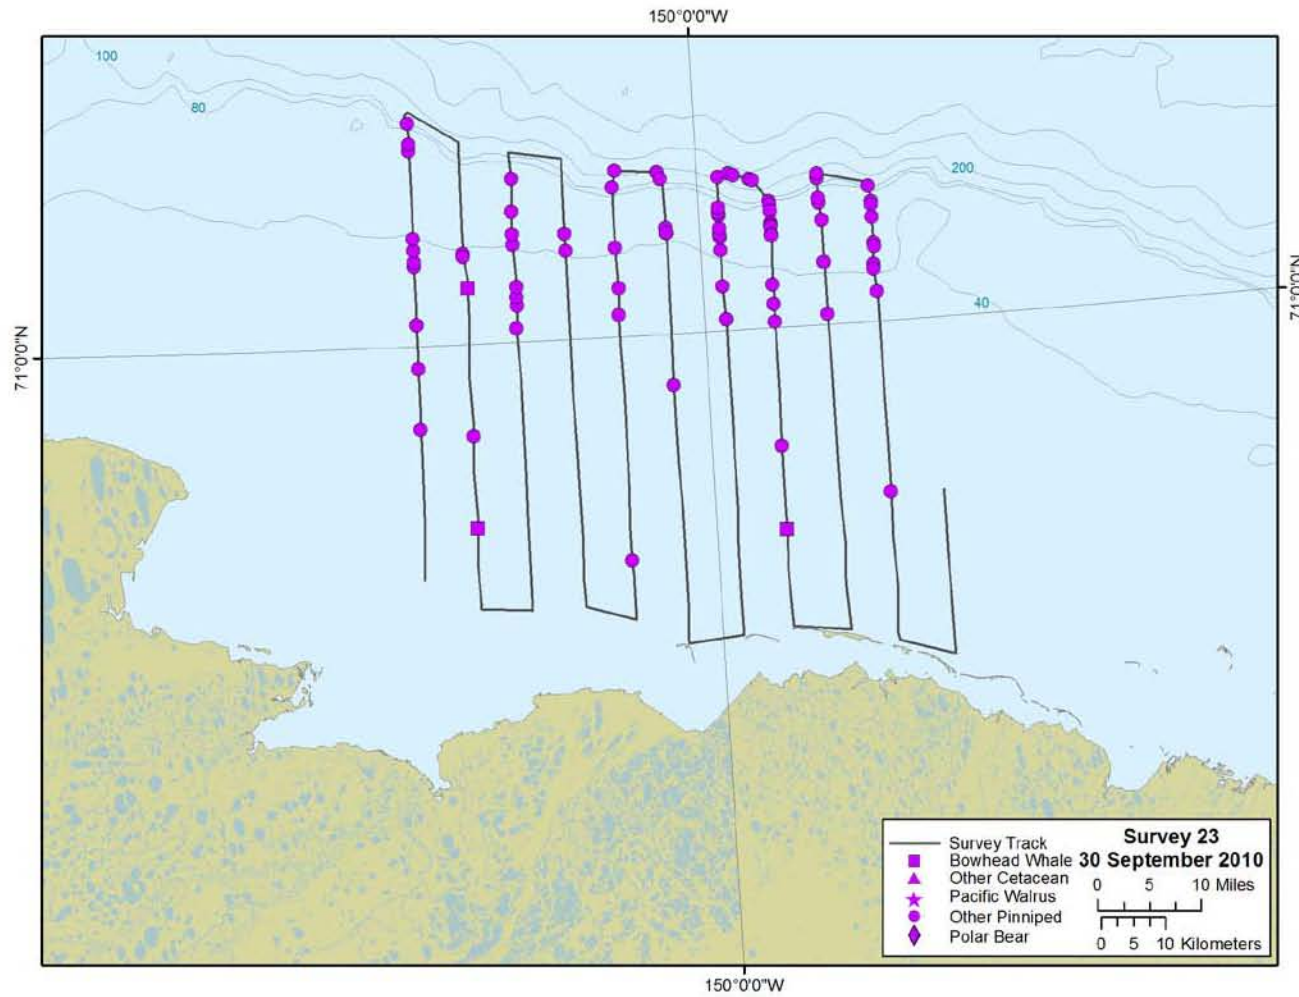 150°0'0"W
100
80
200
71°0'0"N
40
71°0'0"N
Survey Track
Bowhead Whale
Other Cetacean
Pacific Walrus
Other Pinniped
Polar Bear
Survey 23
30 September 2010
0 5 10 Miles
0 5 10 Kilometers
150°0'0"W